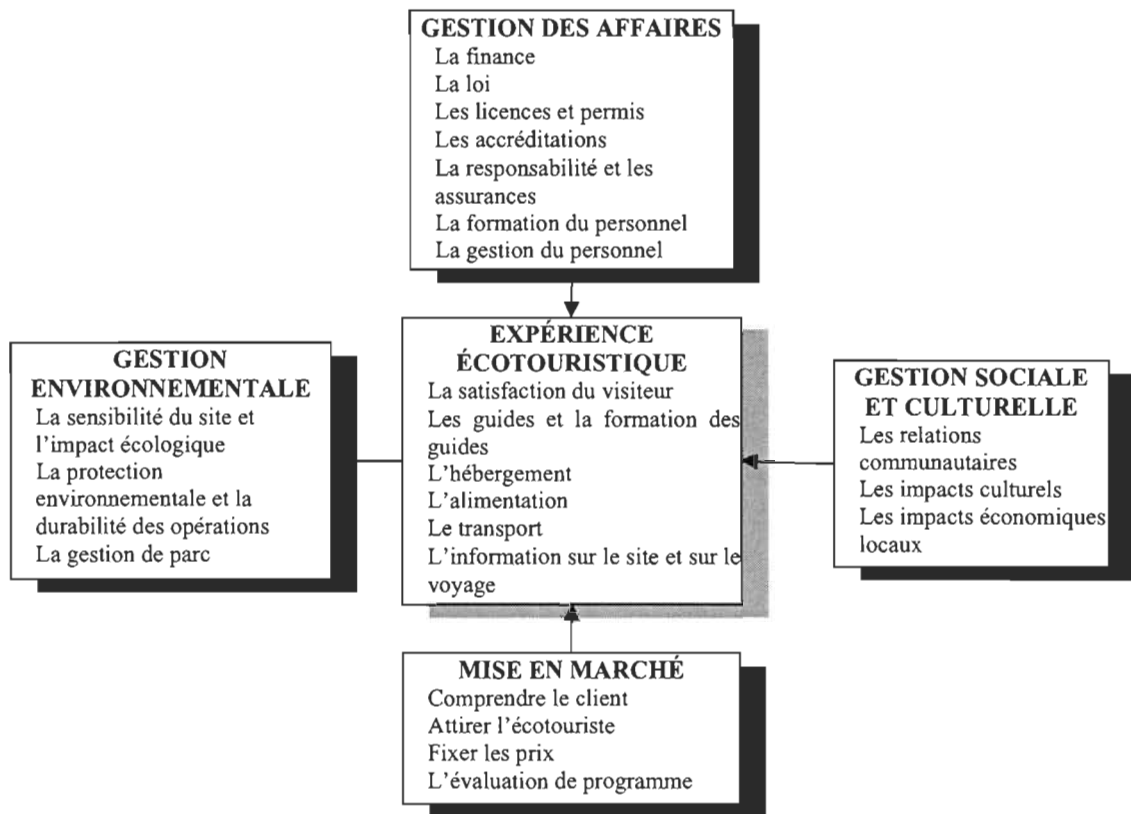 GESTION DES AFFAIRES
La finance
La loi
Les licences et permis
Les accréditations
La responsabilité et les
assurances
La formation du personnel
La gestion du personnel
GESTION
ENVIRONNEMENTALE
La sensibilité du site et
l'impact écologique
La protection
environnementale et la
durabilité des opérations
La gestion de parc
EXPÉRIENCE
ÉCOTOURISTIQUE
La satisfaction du visiteur
Les guides et la formation des
guides
L'hébergement
L'alimentation
Le transport
L'information sur le site et sur le
voyage
GESTION SOCIALE
ET CULTURELLE
Les relations
communautaires
Les impacts culturels
Les impacts économiques
locaux
MISE EN MARCHÉ
Comprendre le client
Attirer l'écotouriste
Fixer les prix
L'évaluation de programme